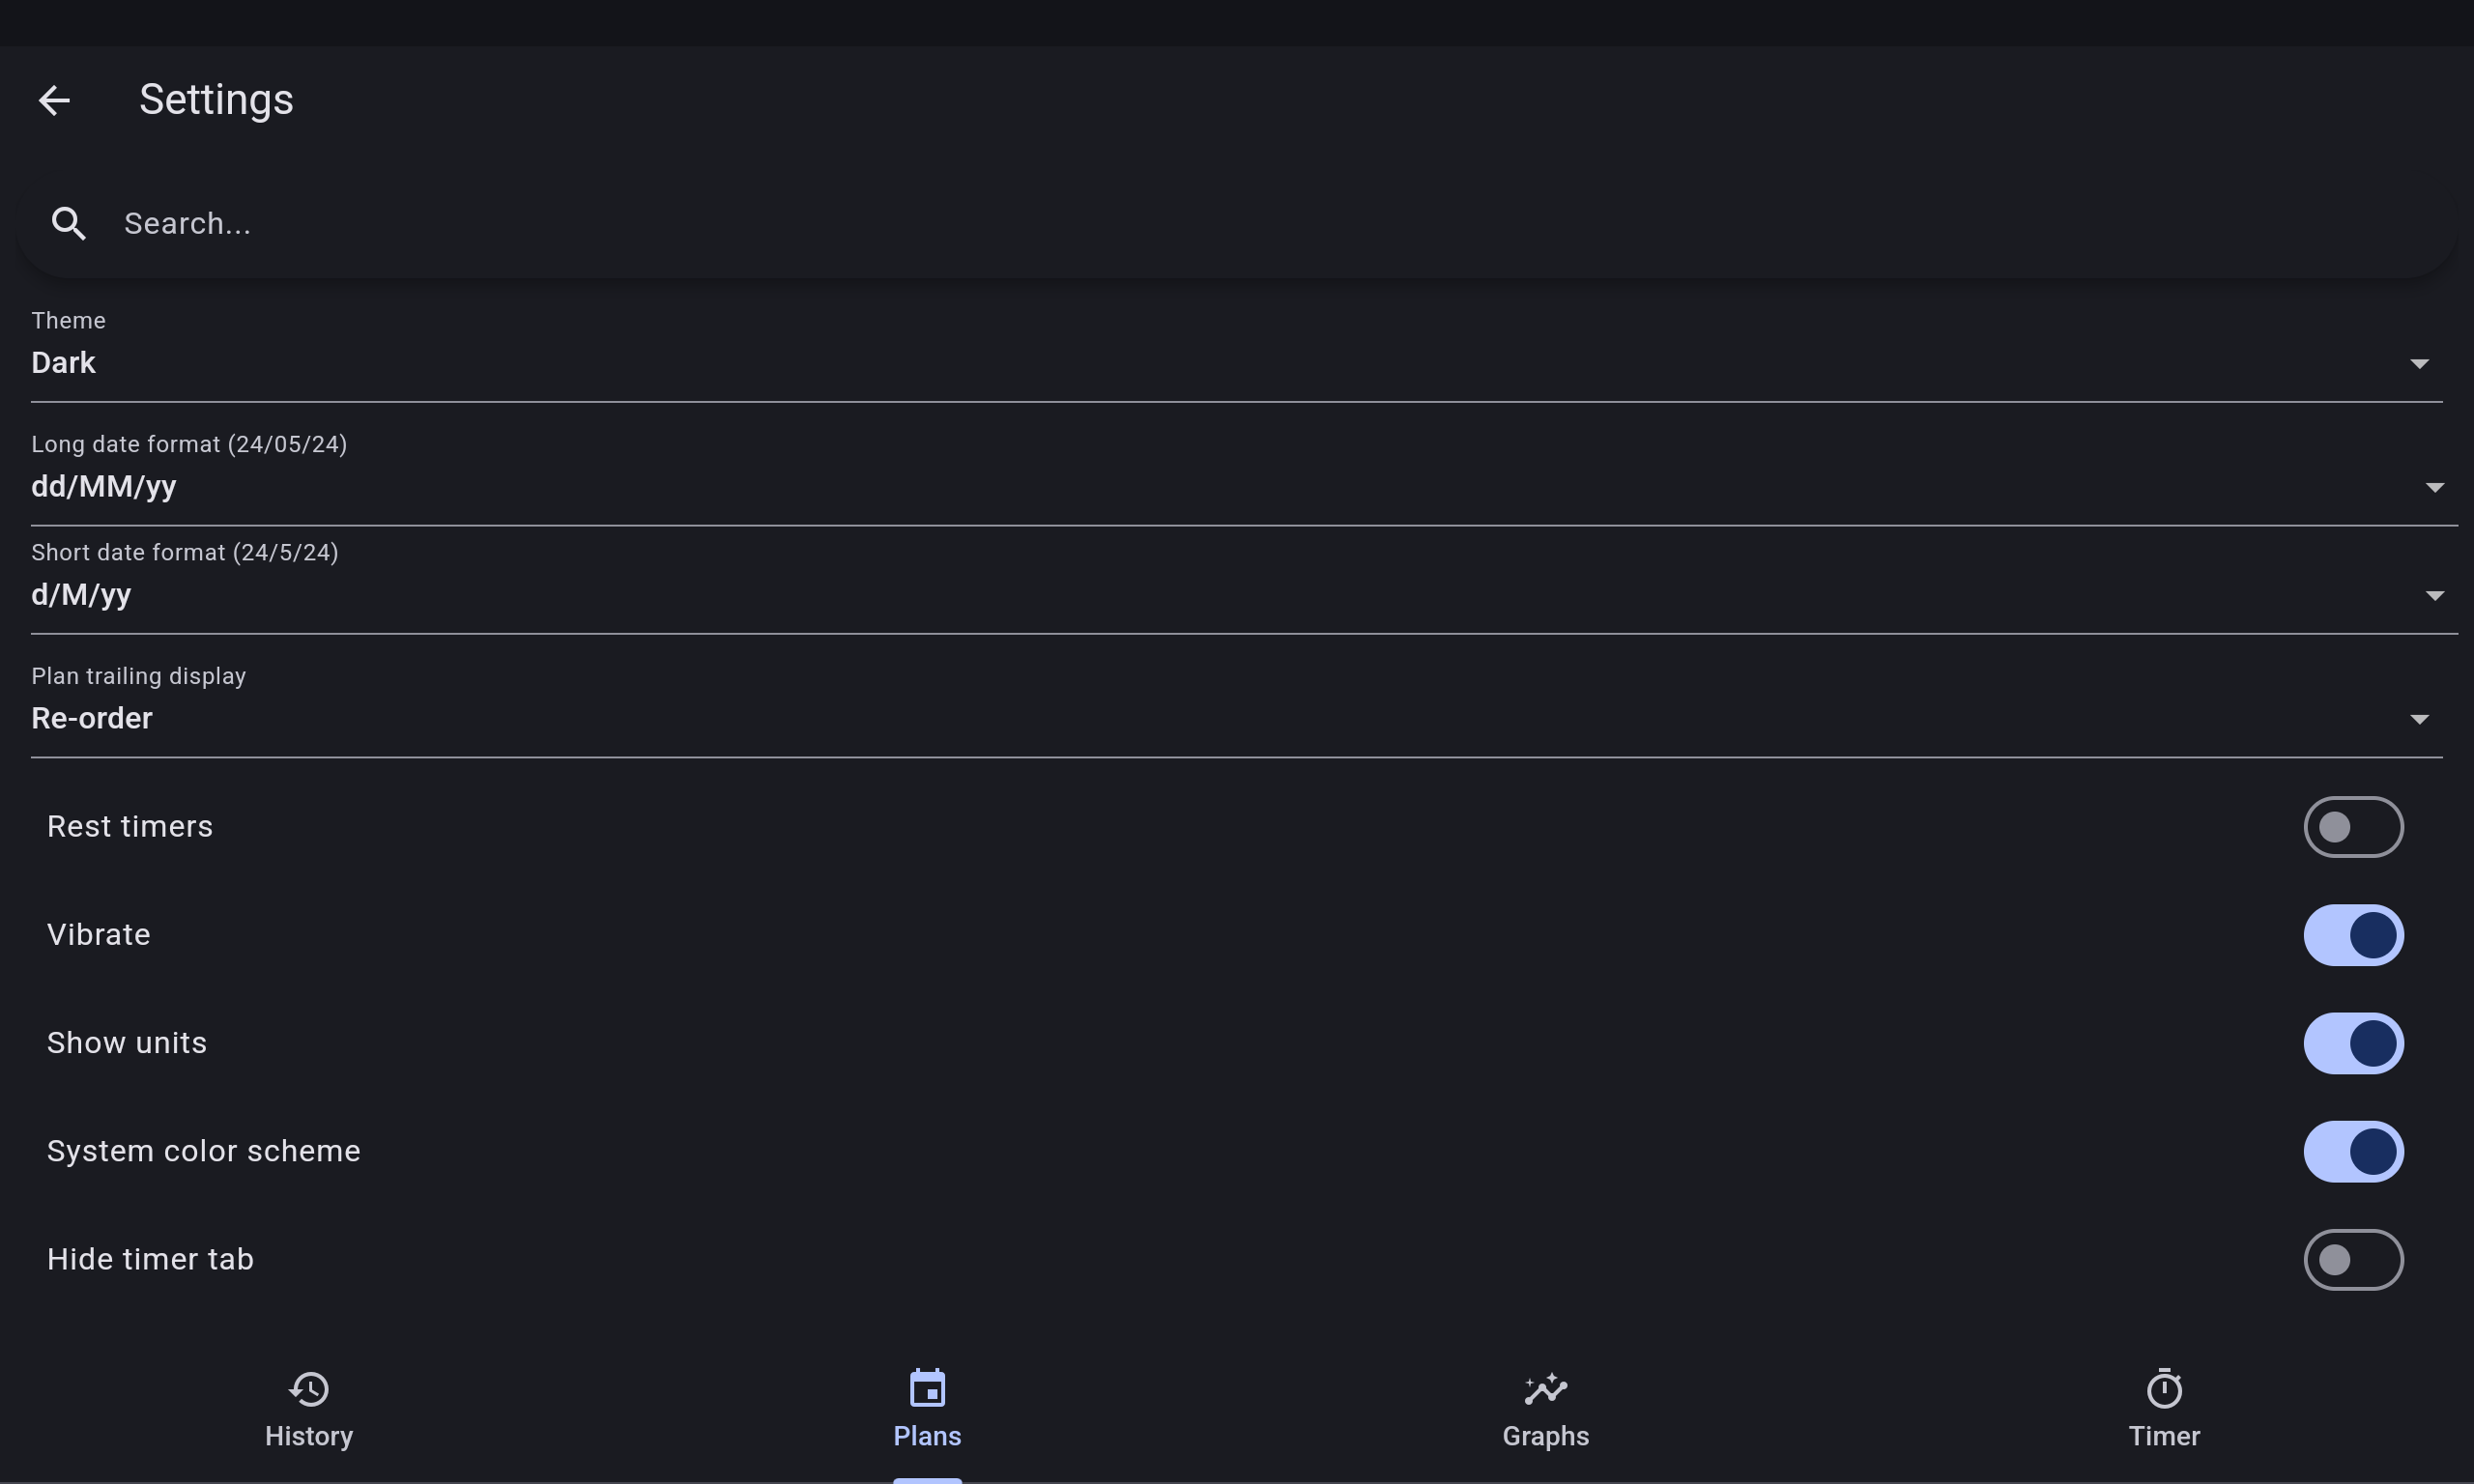 Settings
Search...
Theme
Dark
Long date format (24/05/24)
dd/MM/yy
Short date format (24/5/24)
d/M/yy
Plan trailing display
Re-order
Rest timers
Vibrate
Show units
System color scheme
Hide timer tab
History
Plans
Graphs
Timer